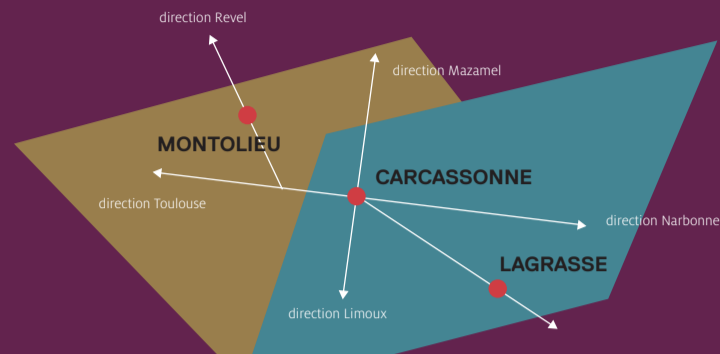 direction Revel
direction Mazamel
MONTOLIEU
CARCASSONNE
direction Toulouse
direction Narbonne
LAGRASSE
direction Limoux